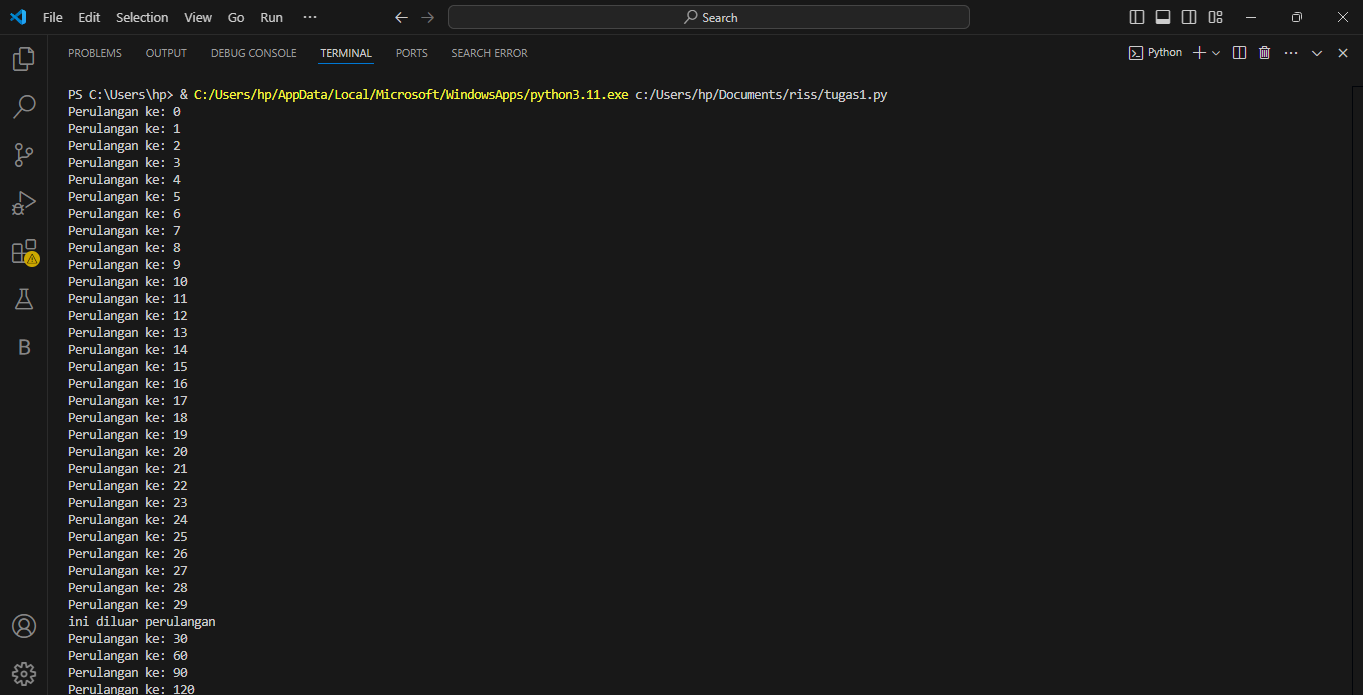 File Edit Selection View Go Run ... Search
PROBLEMS OUTPUT DEBUG CONSOLE TERMINAL PORTS SEARCH ERROR Python
PS C:\Users\hp> & C:/Users/hp/AppData/Local/Microsoft/WindowsApps/python3.11.exe c:/Users/hp/Documents/riss/tugas1.py
Perulangan ke: 0
Perulangan ke: 1
Perulangan ke: 2
Perulangan ke: 3
Perulangan ke: 4
Perulangan ke: 5
Perulangan ke: 6
Perulangan ke: 7
Perulangan ke: 8
Perulangan ke: 9
Perulangan ke: 10
Perulangan ke: 11
Perulangan ke: 12
Perulangan ke: 13
Perulangan ke: 14
Perulangan ke: 15
Perulangan ke: 16
Perulangan ke: 17
Perulangan ke: 18
Perulangan ke: 19
Perulangan ke: 20
Perulangan ke: 21
Perulangan ke: 22
Perulangan ke: 23
Perulangan ke: 24
Perulangan ke: 25
Perulangan ke: 26
Perulangan ke: 27
Perulangan ke: 28
Perulangan ke: 29
ini diluar perulangan
Perulangan ke: 30
Perulangan ke: 60
Perulangan ke: 90
Perulangan ke: 120
B